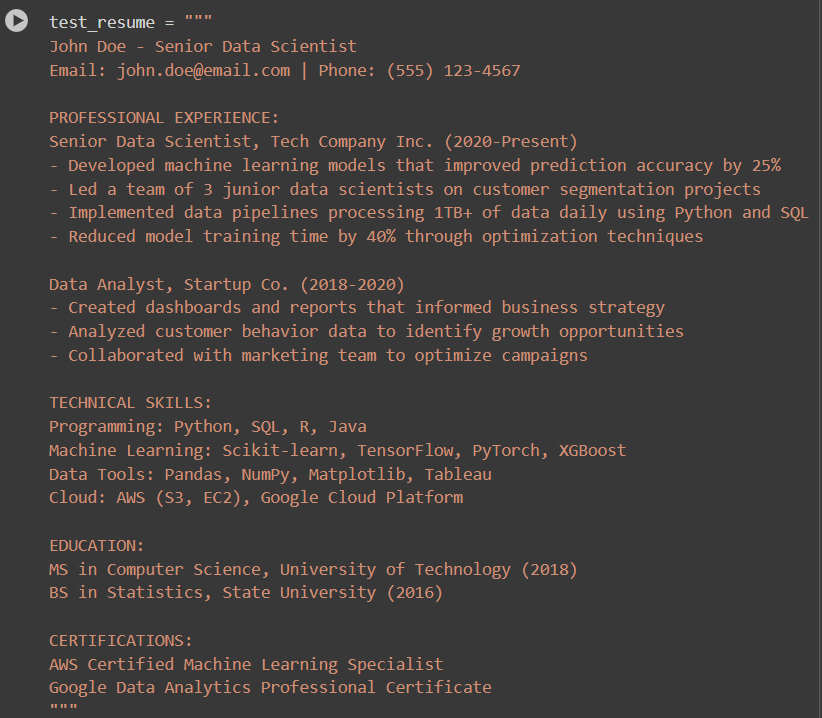 test_resume = """
John Doe - Senior Data Scientist
Email: john.doe@email.com | Phone: (555) 123-4567
PROFESSIONAL EXPERIENCE:
Senior Data Scientist, Tech Company Inc. (2020-Present)
- Developed machine learning models that improved prediction accuracy by 25%
- Led a team of 3 junior data scientists on customer segmentation projects
- Implemented data pipelines processing 1TB+ of data daily using Python and SQL
- Reduced model training time by 40% through optimization techniques
Data Analyst, Startup Co. (2018-2020)
- Created dashboards and reports that informed business strategy
- Analyzed customer behavior data to identify growth opportunities
- Collaborated with marketing team to optimize campaigns
TECHNICAL SKILLS:
Programming: Python, SQL, R, Java
Machine Learning: Scikit-learn, TensorFlow, PyTorch, XGBoost
Data Tools: Pandas, NumPy, Matplotlib, Tableau
Cloud: AWS (S3, EC2), Google Cloud Platform
EDUCATION:
MS in Computer Science, University of Technology (2018)
BS in Statistics, State University (2016)
CERTIFICATIONS:
AWS Certified Machine Learning Specialist
Google Data Analytics Professional Certificate
"""